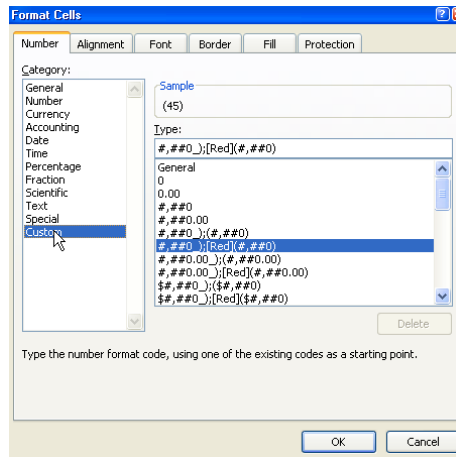 Format Cells
Number Alignment Font Border Fill Protection
Category:
General
Number
Currency
Accounting
Date
Time
Percentage
Fraction
Scientific
Text
Special
Custom
Sample
(45)
Type:
#,##0_);[Red](#,##0)
General
0
0.00
#,##0
#,##0.00
#,##0_);(#,##0)
#,##0_);[Red](#,##0)
#,##0.00_);(#,##0.00)
#,##0.00_);[Red](#,##0.00)
$#,##0_);($#,##0)
$#,##0_);[Red]($#,##0)
Delete
Type the number format code, using one of the existing codes as a starting point.
OK Cancel